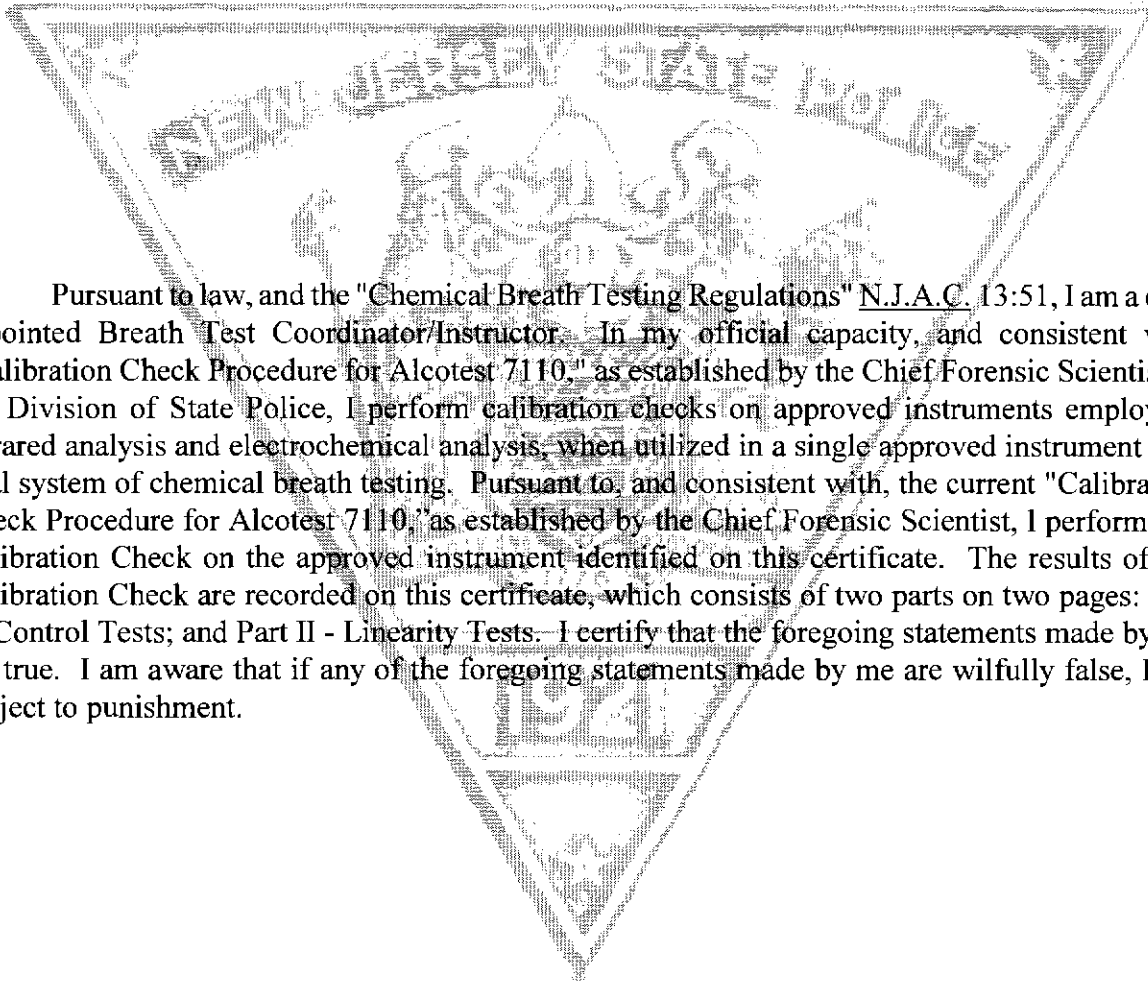 NEW JERSEY STATE POLICE
Pursuant to law, and the "Chemical Breath Testing Regulations" N.J.A.C. 13:51, I am a
ointed Breath Test Coordinator/Instructor. In my official capacity, and consistent
alibration Check Procedure for Alcotest 7110," as established by the Chief Forensic Scienti
Division of State Police, I perform calibration checks on approved instruments employ
ared analysis and electrochemical analysis, when utilized in a single approved instrument
l system of chemical breath testing. Pursuant to, and consistent with, the current "Calibra
eck Procedure for Alcotest 7110,"as established by the Chief Forensic Scientist, I perform
ibration Check on the approved instrument identified on this certificate. The results of
ibration Check are recorded on this certificate, which consists of two parts on two pages:
Control Tests; and Part II - Linearity Tests. I certify that the foregoing statements made by
true. I am aware that if any of the foregoing statements made by me are wilfully false, I
ject to punishment.
1921